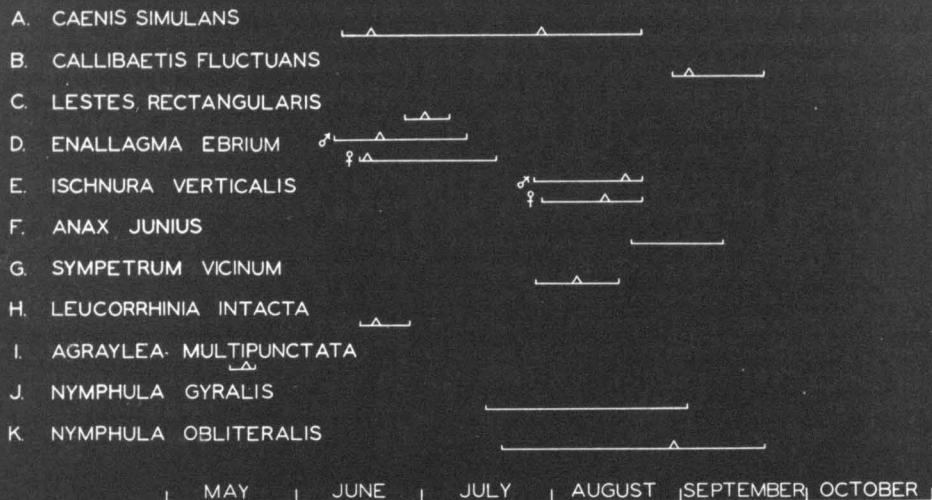 A. CAENIS SIMULANS
B. CALLIBAETIS FLUCTUANS
C. LESTES RECTANGULARIS
D. ENALLAGMA EBRIUM ♂
♀
E. ISCHNURA VERTICALIS ♂
♀
F. ANAX JUNIUS
G. SYMPETRUM VICINUM
H. LEUCORRHINIA INTACTA
I. AGRAYLEA MULTIPUNCTATA
J. NYMPHULA GYRALIS
K. NYMPHULA OBLITERALIS
MAY JUNE JULY AUGUST SEPTEMBER OCTOBER